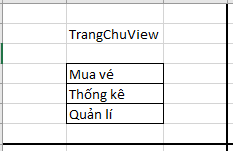 TrangChuView
Mua vé
Thống kê
Quản lí